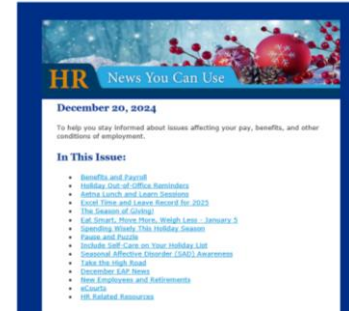 HR News You Can Use
December 20, 2024
To help you stay informed about issues affecting your pay, benefits, and other
conditions of employment.
In This Issue:
Benefits and Payroll
Holiday Out-of-Office Reminders
Aetna Lunch and Learn Sessions
Excel Time and Leave Record for 2025
The Season of Giving!
Eat Smart, Move More, Weigh Less - January 5
Spending Wisely This Holiday Season
Pause and Puzzle
Include Self-Care on Your Holiday List
Seasonal Affective Disorder (SAD) Awareness
Take the High Road
December EAP News
New Employees and Retirements
eCourts
HR Related Resources